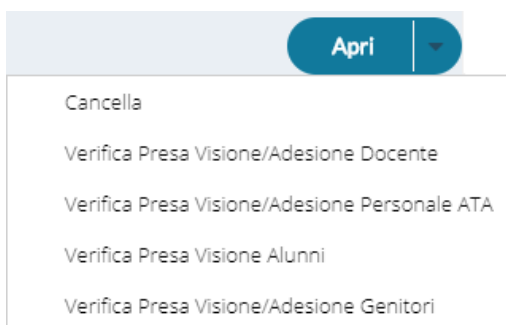 Apri
Cancella
Verifica Presa Visione/Adesione Docente
Verifica Presa Visione/Adesione Personale ATA
Verifica Presa Visione Alunni
Verifica Presa Visione/Adesione Genitori